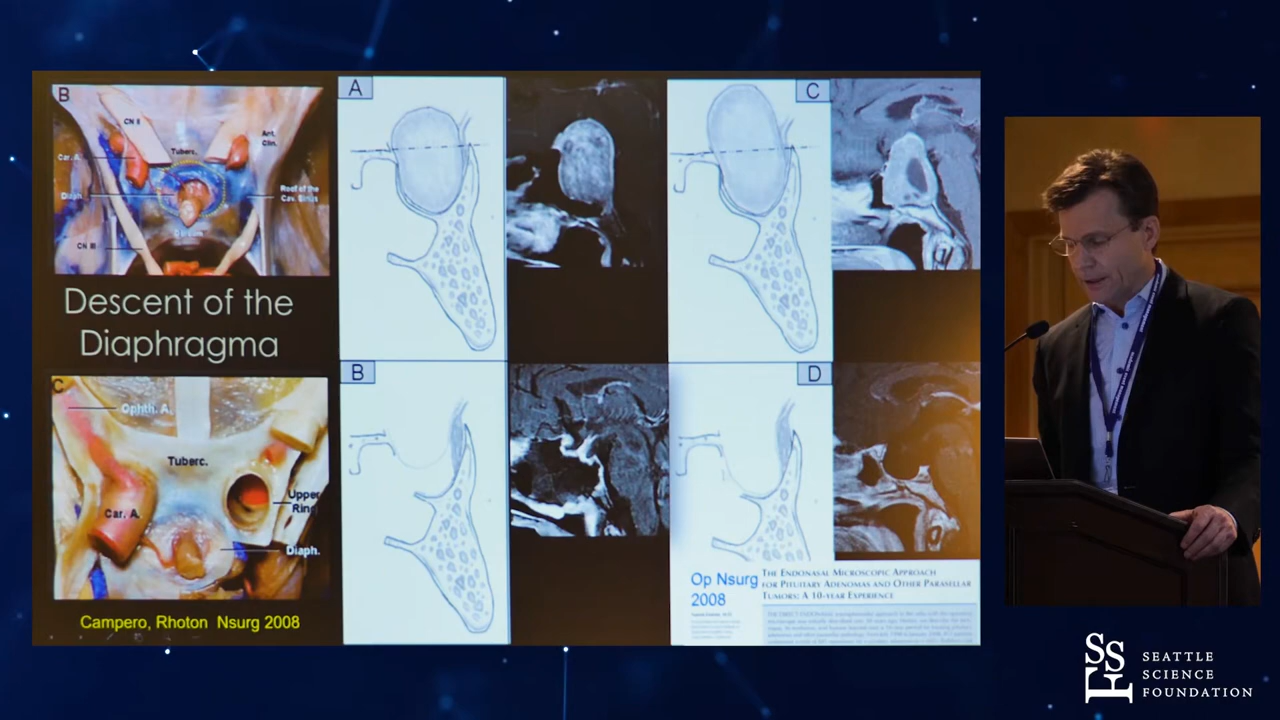 B
CN II
Ant.
Clin.
Car. A.
Tuberc.
Diaph.
Roof of the
Cav. Sinus
CN III
Descent of the
Diaphragma
C
Ophth. A.
Tuberc.
Car. A.
Upper
Ring
Diaph.
Campero, Rhoton Nsurg 2008
A
B
C
D
Op Nsurg
2008
THE ENDONASAL MICROSCOPIC APPROACH
FOR PITUITARY ADENOMAS AND OTHER PARASELLAR
TUMORS: A 10-YEAR EXPERIENCE
SSF
SEATTLE
SCIENCE
FOUNDATION